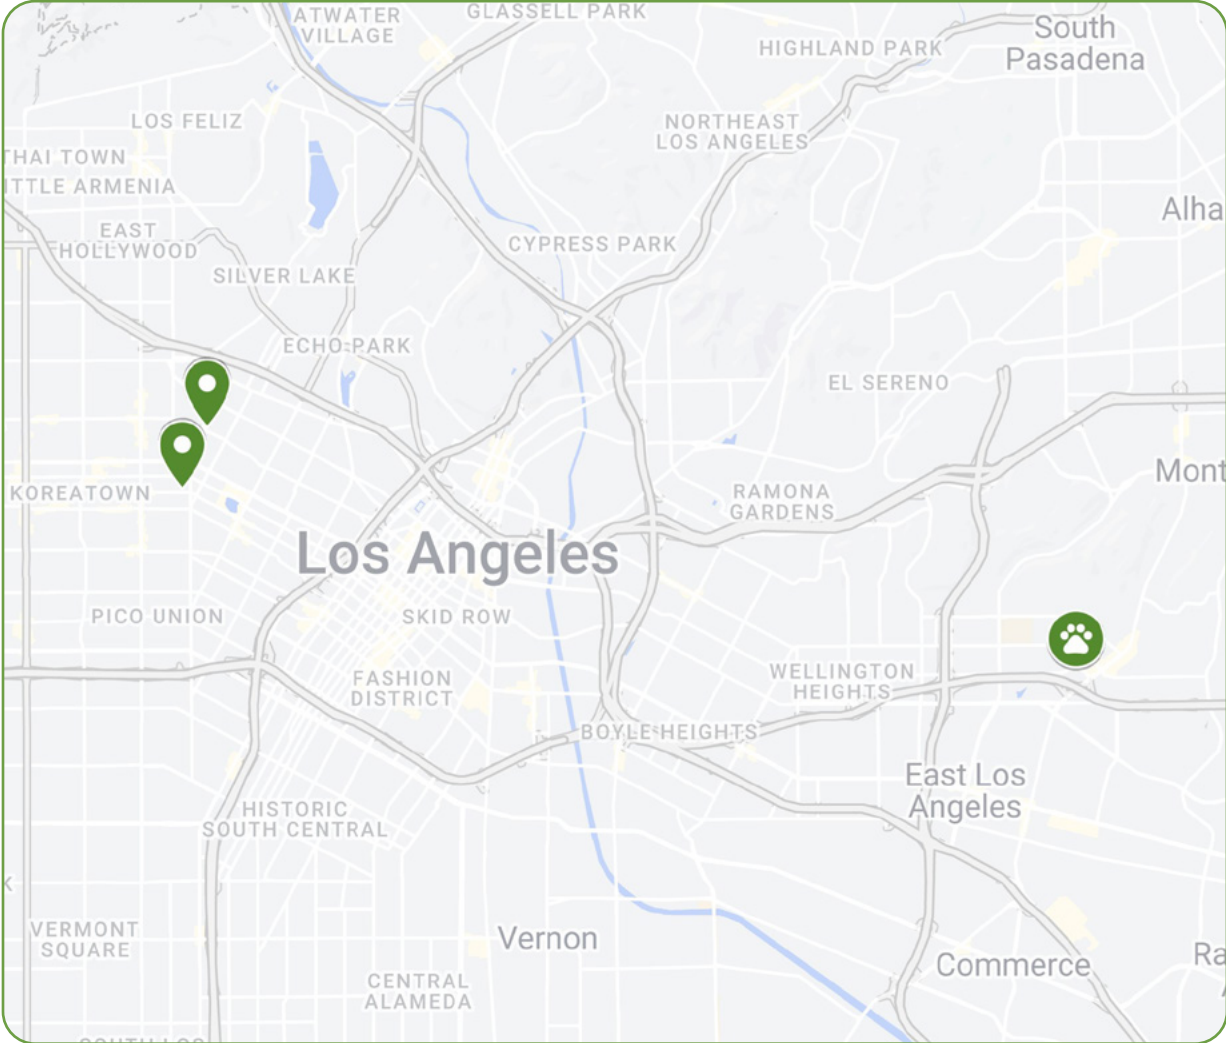 ATWATER
VILLAGE
GLASSELL PARK
South
Pasadena
HIGHLAND PARK
LOS FELIZ
NORTHEAST
LOS ANGELES
THAI TOWN
ITTLE ARMENIA
Alha
EAST
HOLLYWOOD
CYPRESS PARK
SILVER LAKE
ECHO PARK
EL SERENO
Mont
KOREATOWN
RAMONA
GARDENS
Los Angeles
PICO UNION
SKID ROW
WELLINGTON
HEIGHTS
FASHION
DISTRICT
BOYLE HEIGHTS
East Los
Angeles
HISTORIC
SOUTH CENTRAL
VERMONT
SQUARE
Vernon
Ra
Commerce
CENTRAL
ALAMEDA
SOUTH LOS